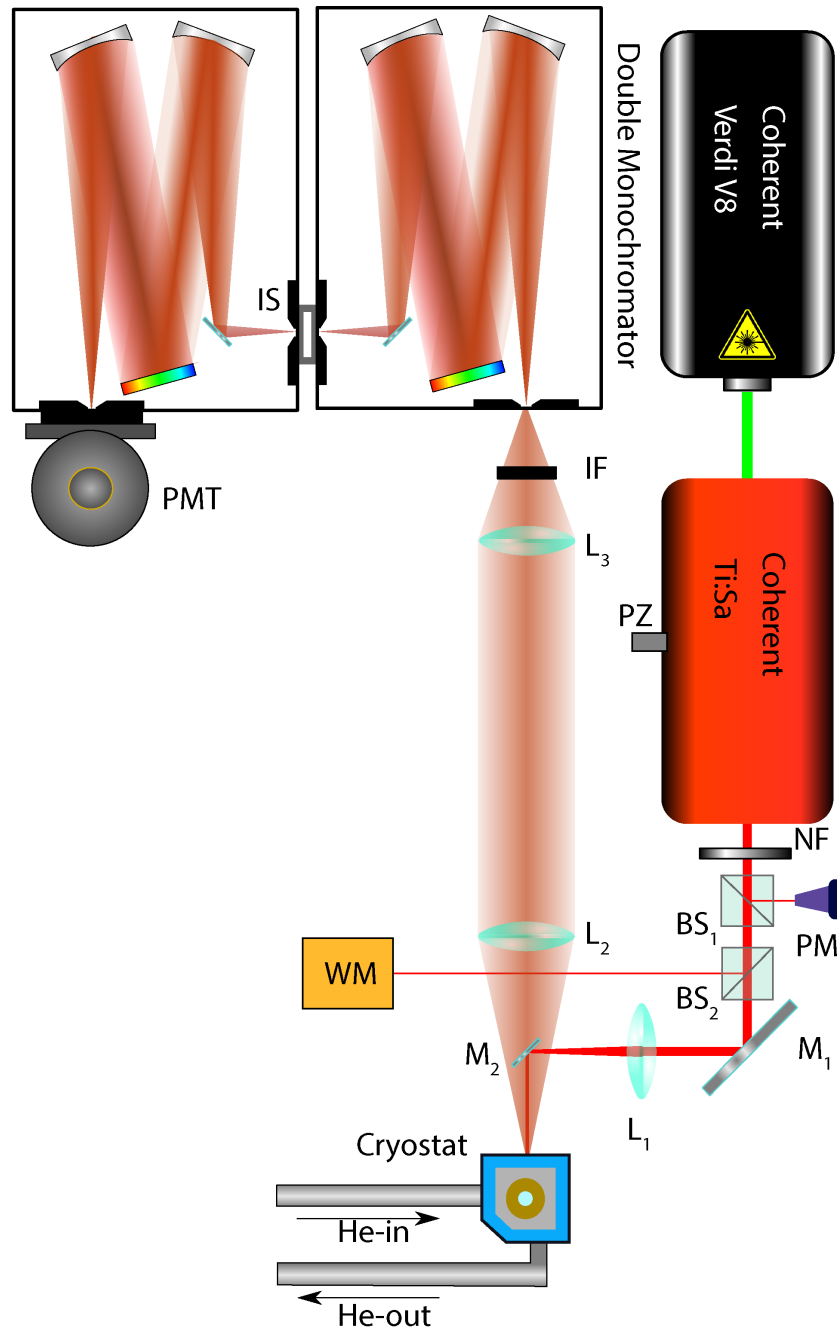 Double Monochromator
Coherent
Verdi V8
IS
PMT
IF
L3
Coherent
Ti:Sa
PZ
NF
BS1
PM
L2
WM
BS2
M2
M1
L1
Cryostat
He-in
He-out